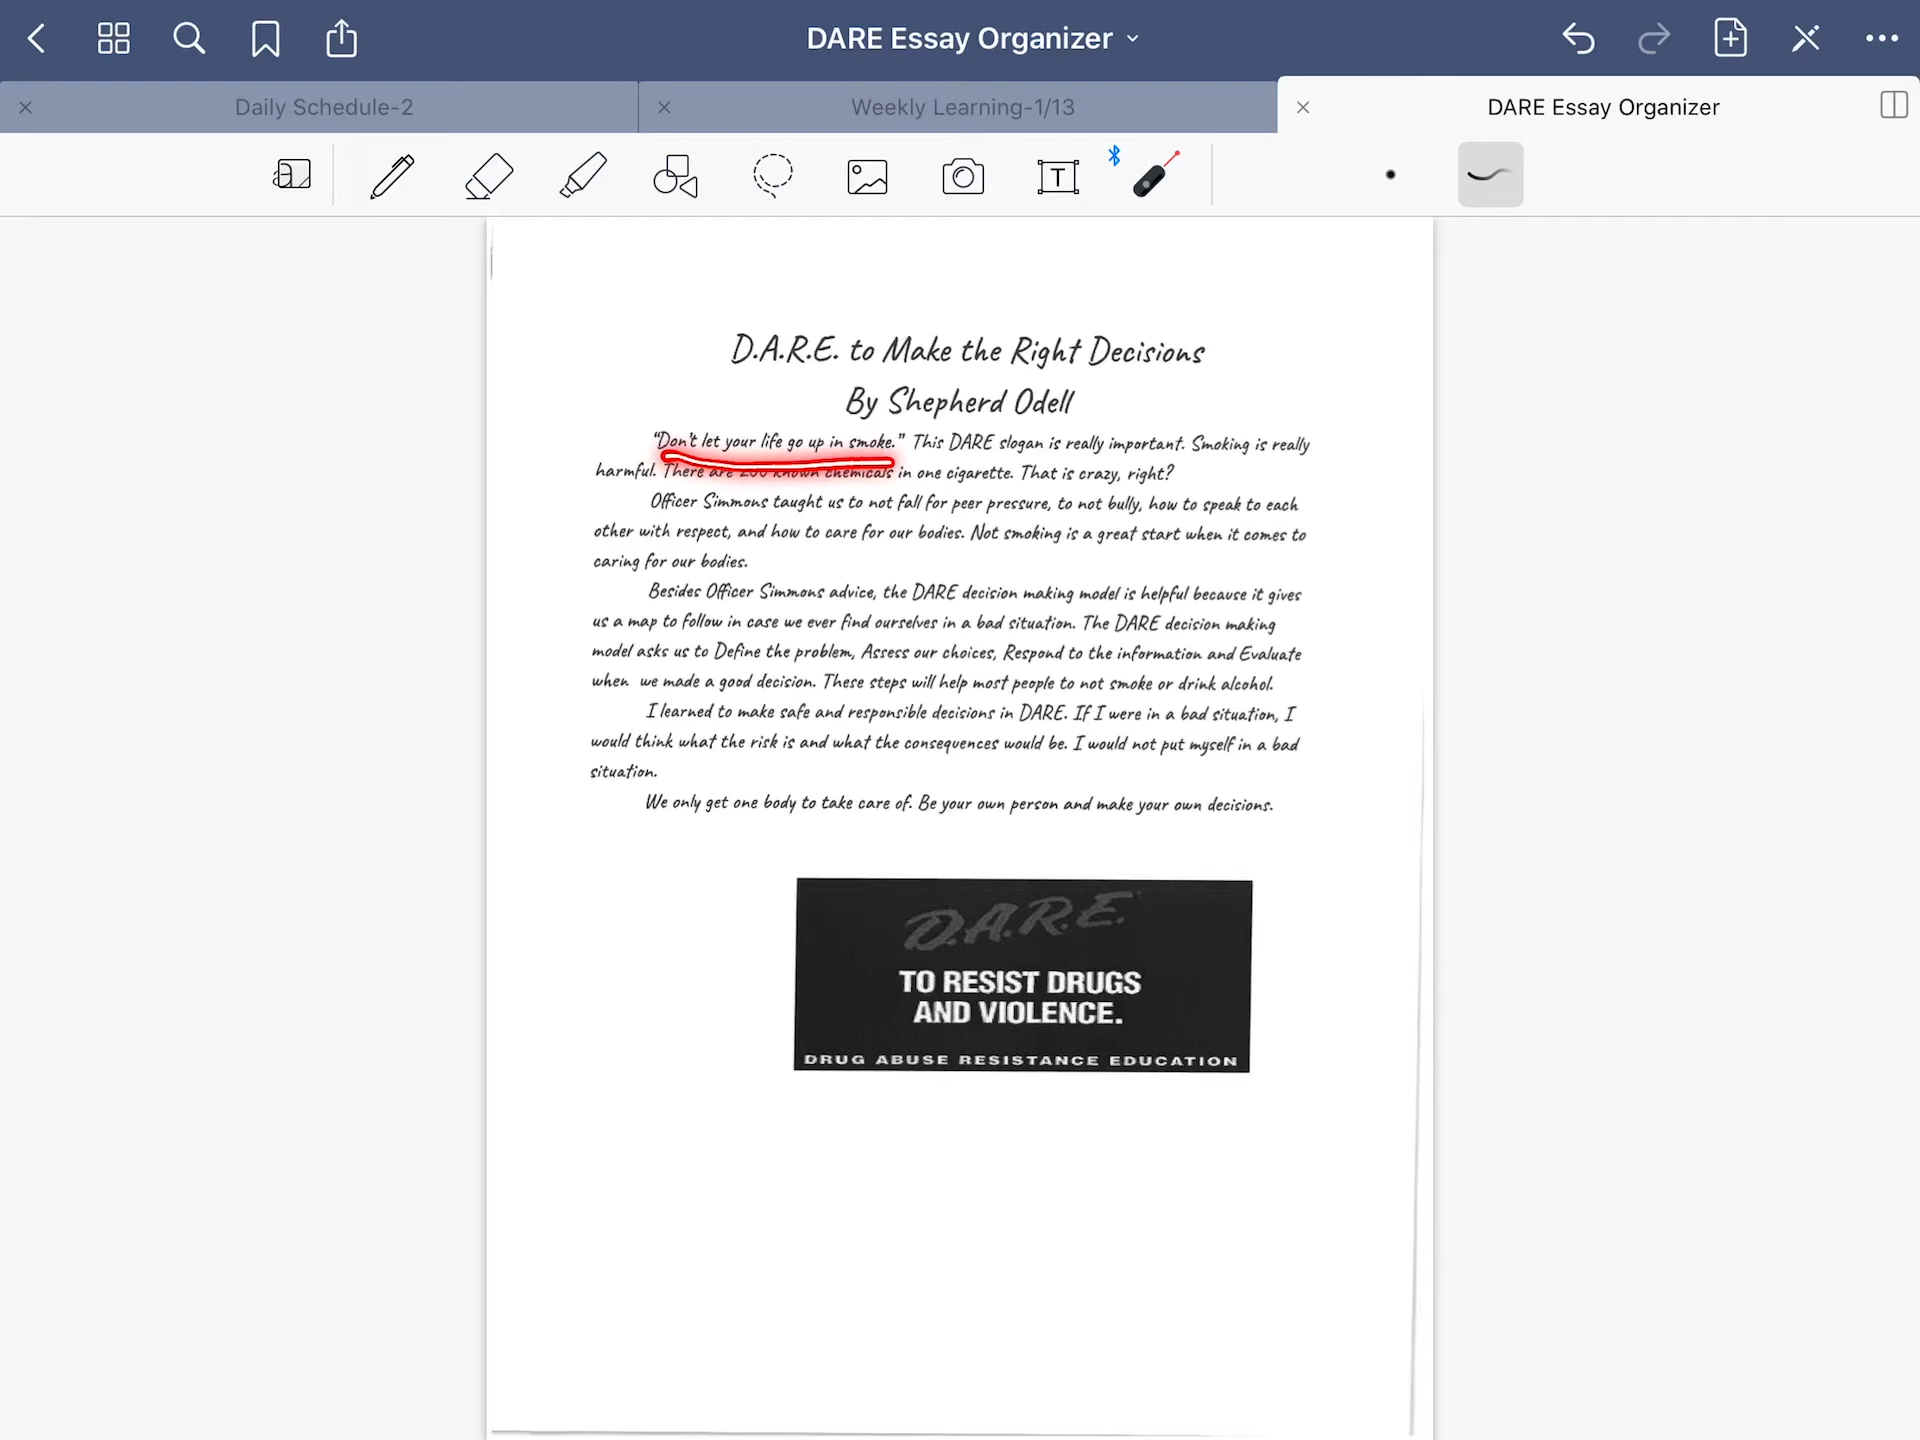 DARE Essay Organizer
Daily Schedule-2
Weekly Learning-1/13
DARE Essay Organizer
T
D.A.R.E. to Make the Right Decisions
By Shepherd Odell
"Don't let your life go up in smoke." This DARE slogan is really important. Smoking is really
harmful. There are 200 known chemicals in one cigarette. That is crazy, right?
Officer Simmons taught us to not fall for peer pressure, to not bully, how to speak to each
other with respect, and how to care for our bodies. Not smoking is a great start when it comes to
caring for our bodies.
Besides Officer Simmons advice, the DARE decision making model is helpful because it gives
us a map to follow in case we ever find ourselves in a bad situation. The DARE decision making
model asks us to Define the problem, Assess our choices, Respond to the information and Evaluate
when we made a good decision. These steps will help most people to not smoke or drink alcohol.
I learned to make safe and responsible decisions in DARE. If I were in a bad situation, I
would think what the risk is and what the consequences would be. I would not put myself in a bad
situation.
We only get one body to take care of. Be your own person and make your own decisions.
D.A.R.E.
TO RESIST DRUGS
AND VIOLENCE.
DRUG ABUSE RESISTANCE EDUCATION